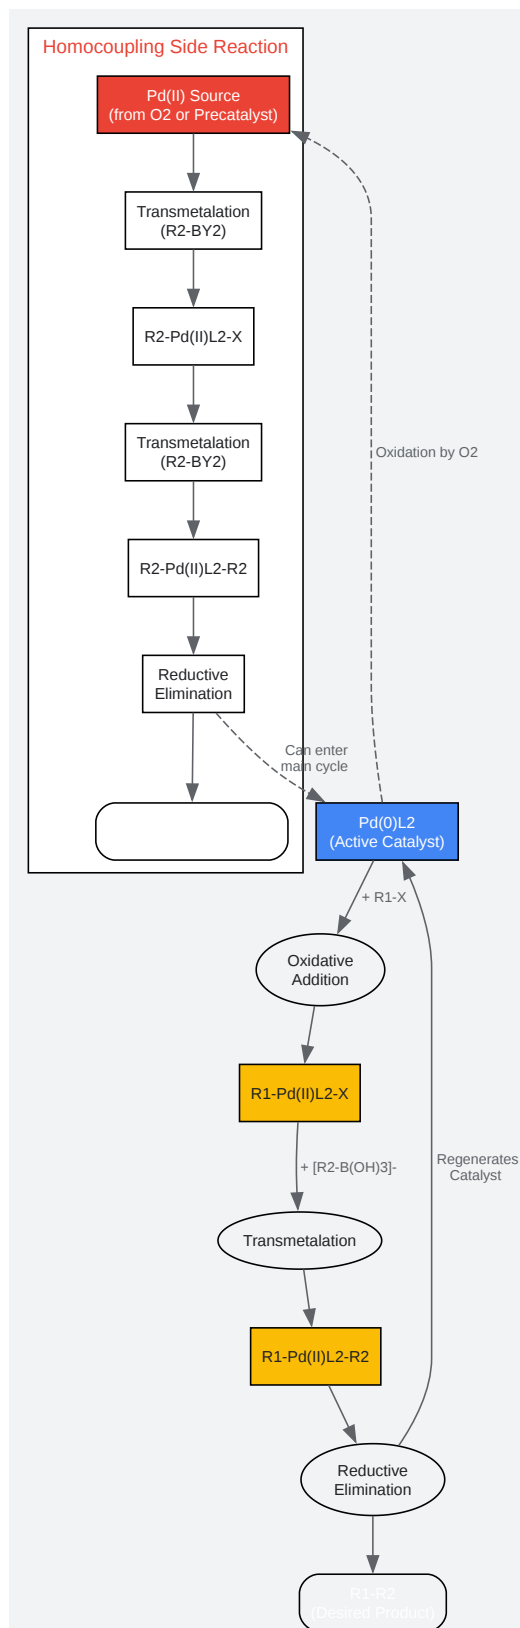 Homocoupling Side Reaction
Pd(II) Source
(from O2 or Precatalyst)
Transmetalation
(R2-BY2)
R2-Pd(II)L2-X
Transmetalation
(R2-BY2)
Oxidation by O2
R2-Pd(II)L2-R2
Reductive
Elimination
Can enter
main cycle
Pd(0)L2
(Active Catalyst)
+ R1-X
Oxidative
Addition
R1-Pd(II)L2-X
+ [R2-B(OH)3]-
Regenerates
Catalyst
Transmetalation
R1-Pd(II)L2-R2
Reductive
Elimination
R1-R2
(Desired Product)